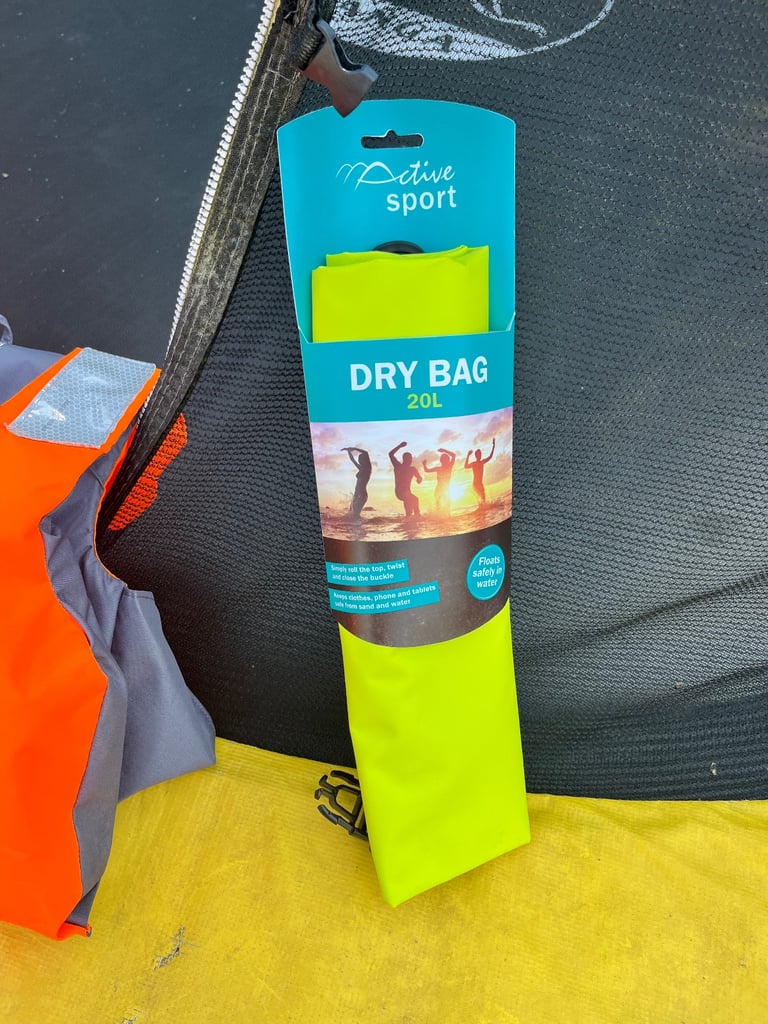 Active
sport
DRY BAG
20L
Simply roll the top, twist
and close the buckle
Keeps clothes, phone and tablets
safe from sand and water
Floats
safely in
water